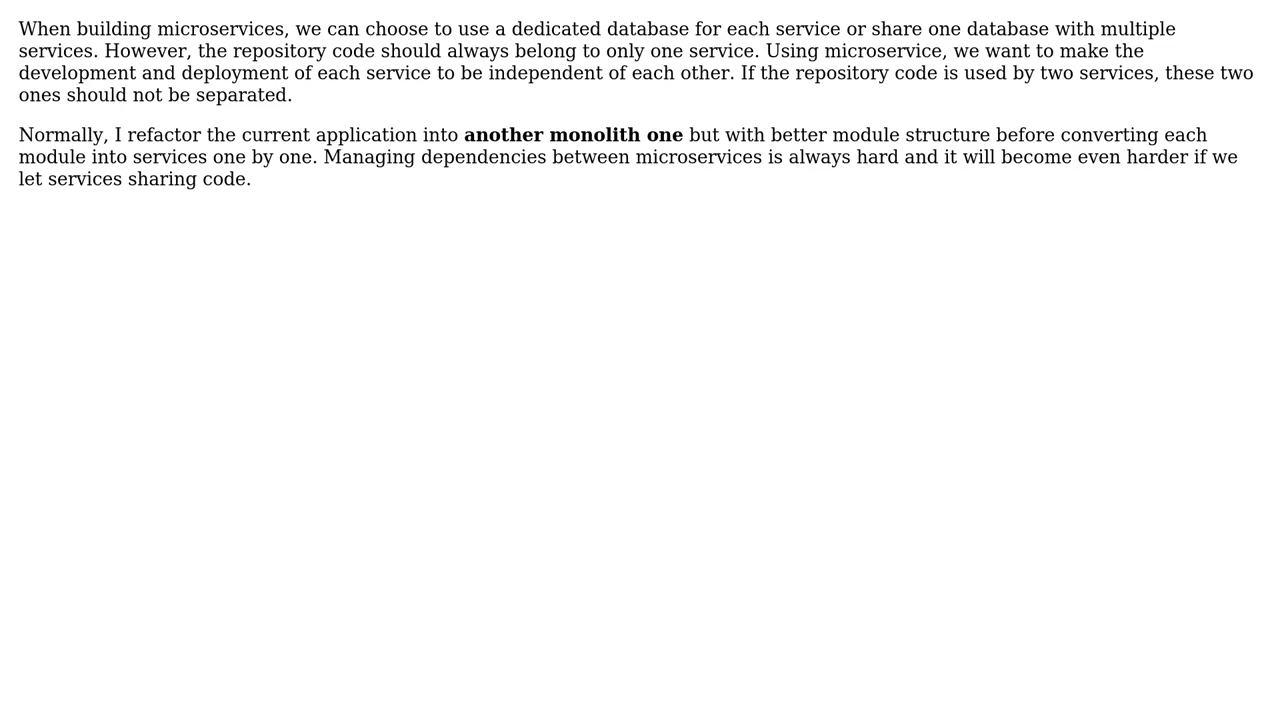 When building microservices, we can choose to use a dedicated database for each service or share one database with multiple
services. However, the repository code should always belong to only one service. Using microservice, we want to make the
development and deployment of each service to be independent of each other. If the repository code is used by two services, these two
ones should not be separated.
Normally, I refactor the current application into another monolith one but with better module structure before converting each
module into services one by one. Managing dependencies between microservices is always hard and it will become even harder if we
let services sharing code.